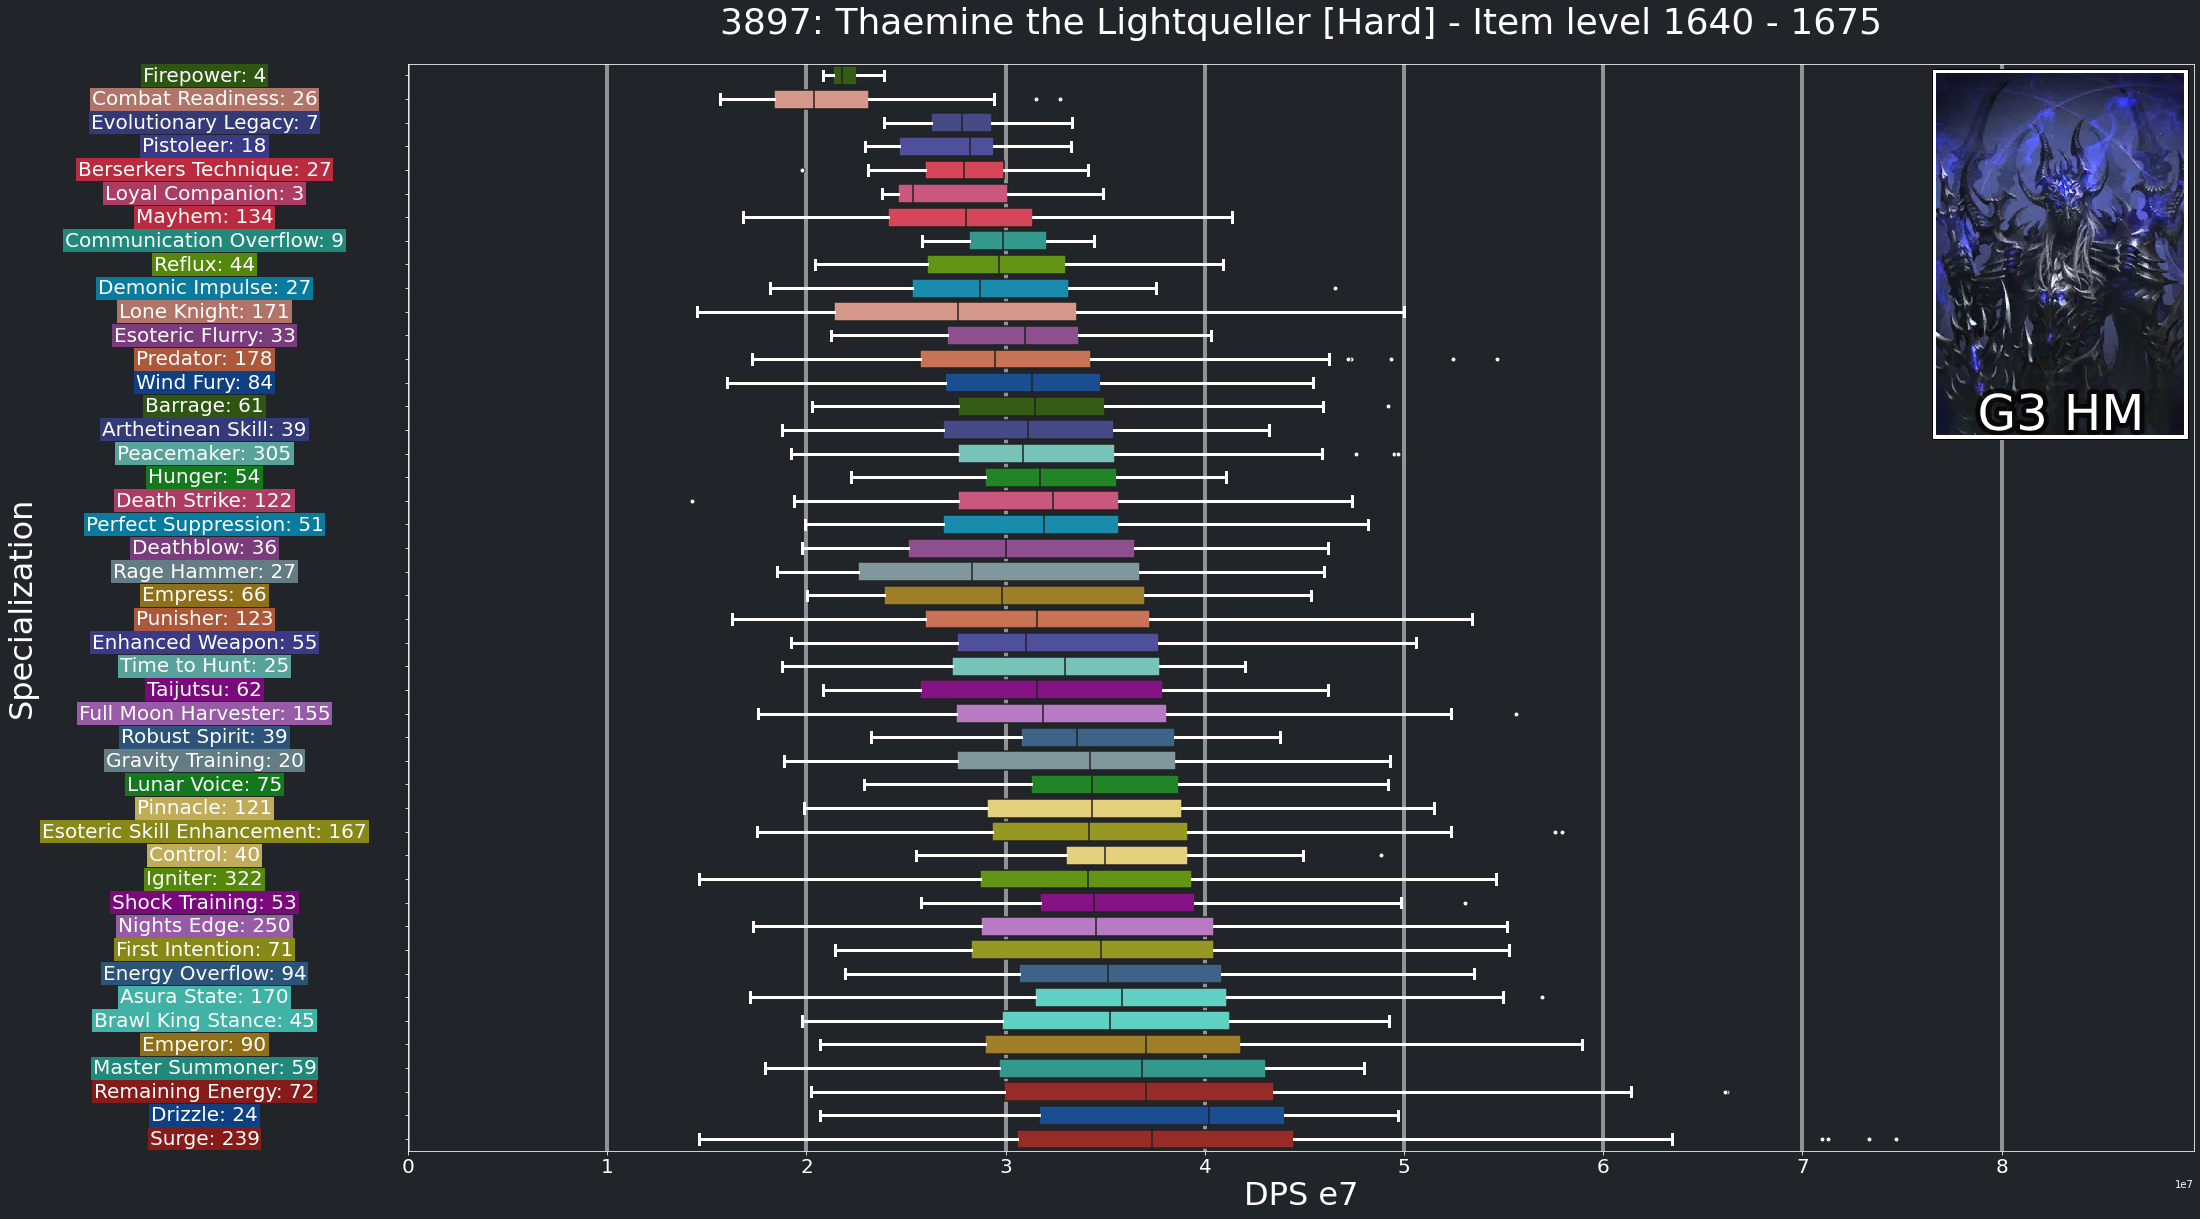 3897: Thaemine the Lightqueller [Hard] - Item level 1640 - 1675
Firepower: 4
Combat Readiness: 26
Evolutionary Legacy: 7
Pistoleer: 18
Berserkers Technique: 27
Loyal Companion: 3
Mayhem: 134
Communication Overflow: 9
Reflux: 44
Demonic Impulse: 27
Lone Knight: 171
Esoteric Flurry: 33
Predator: 178
Wind Fury: 84
Barrage: 61
Arthetinean Skill: 39
Peacemaker: 305
Hunger: 54
Death Strike: 122
Perfect Suppression: 51
Deathblow: 36
Rage Hammer: 27
Empress: 66
Punisher: 123
Enhanced Weapon: 55
Time to Hunt: 25
Taijutsu: 62
Full Moon Harvester: 155
Robust Spirit: 39
Gravity Training: 20
Lunar Voice: 75
Pinnacle: 121
Esoteric Skill Enhancement: 167
Control: 40
Igniter: 322
Shock Training: 53
Nights Edge: 250
First Intention: 71
Energy Overflow: 94
Asura State: 170
Brawl King Stance: 45
Emperor: 90
Master Summoner: 59
Remaining Energy: 72
Drizzle: 24
Surge: 239
Specialization
G3 HM
0 1 2 3 4 5 6 7 8
1e7
DPS e7